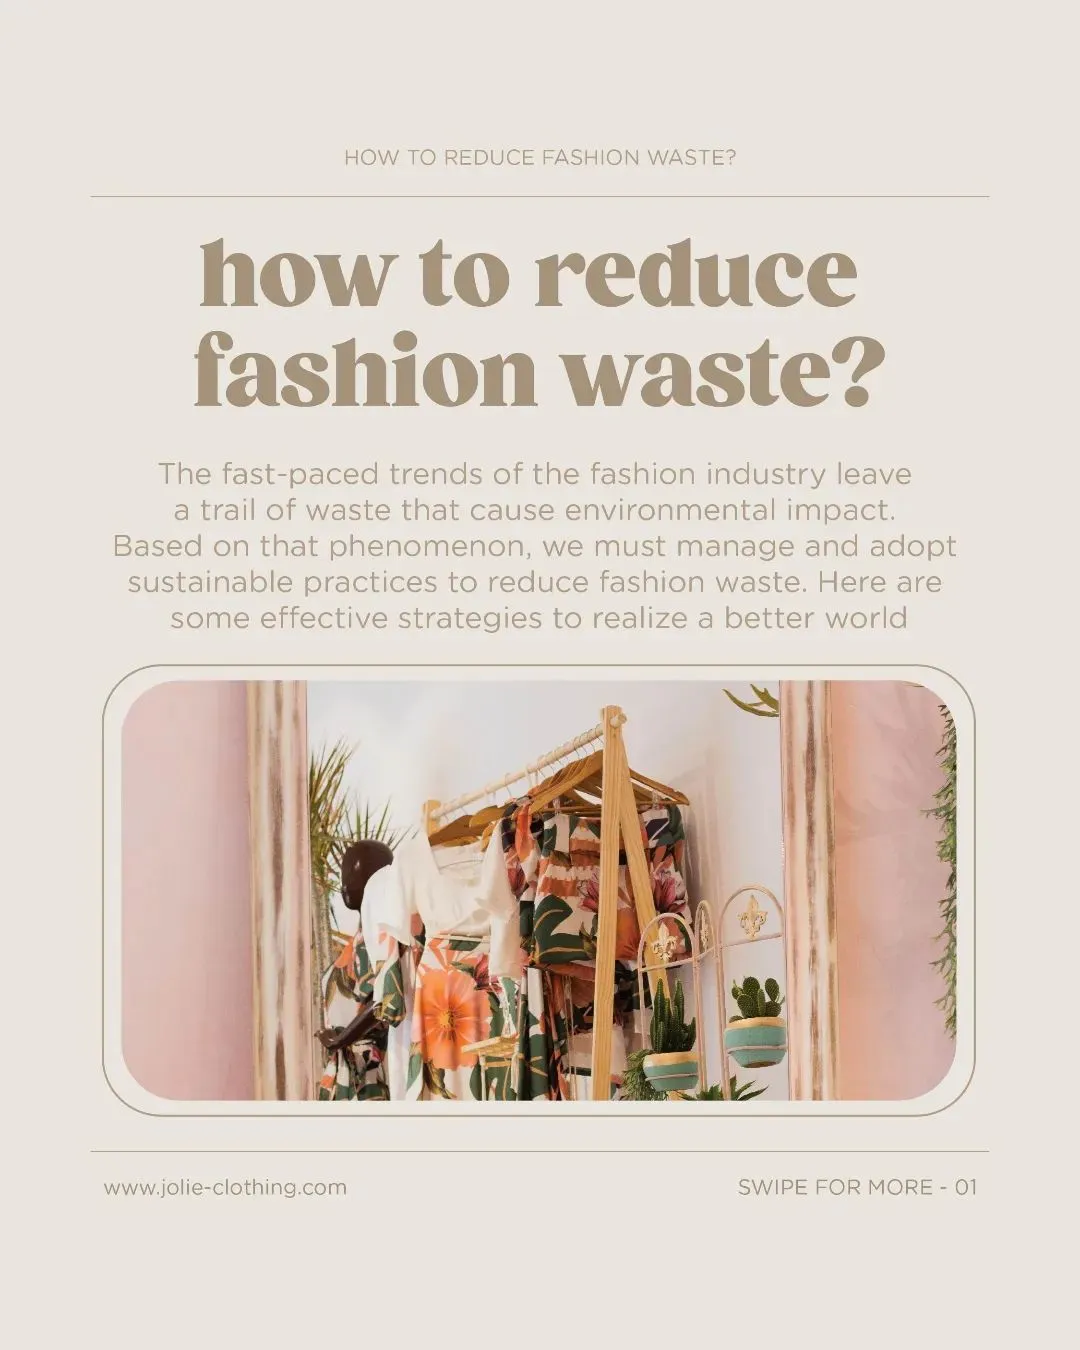 HOW TO REDUCE FASHION WASTE?
how to reduce
fashion waste?
The fast-paced trends of the fashion industry leave
a trail of waste that cause environmental impact.
Based on that phenomenon, we must manage and adopt
sustainable practices to reduce fashion waste. Here are
some effective strategies to realize a better world
www.jolie-clothing.com
SWIPE FOR MORE - 01